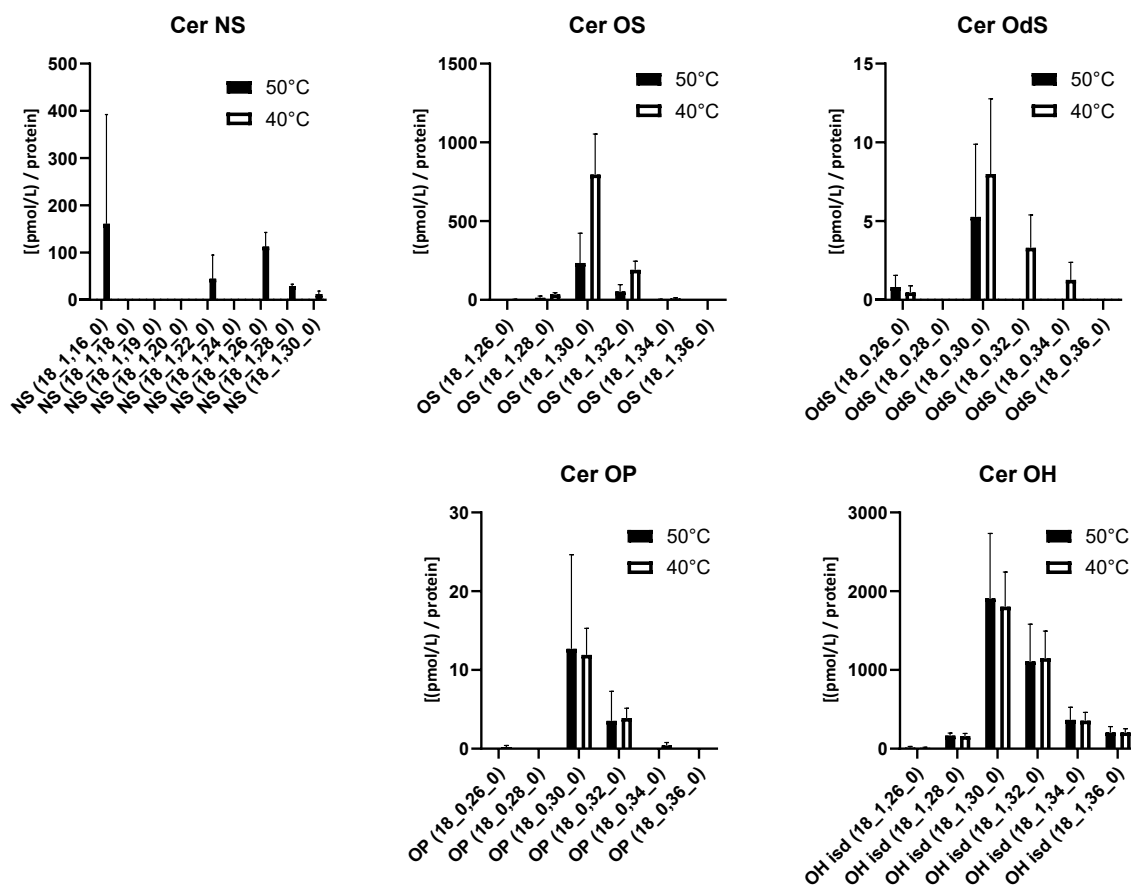 Cer NS
500
400
300
200
100
0
[(pmol/L) / protein]
50°C
40°C
NS (18_1,16_0)
NS (18_1,18_0)
NS (18_1,19_0)
NS (18_1,20_0)
NS (18_1,22_0)
NS (18_1,24_0)
NS (18_1,26_0)
NS (18_1,28_0)
NS (18_1,30_0)
Cer OS
1500
1000
500
0
[(pmol/L) / protein]
50°C
40°C
OS (18_1,26_0)
OS (18_1,28_0)
OS (18_1,30_0)
OS (18_1,32_0)
OS (18_1,34_0)
OS (18_1,36_0)
Cer OdS
15
10
5
0
[(pmol/L) / protein]
50°C
40°C
OdS (18_0,26_0)
OdS (18_0,28_0)
OdS (18_0,30_0)
OdS (18_0,32_0)
OdS (18_0,34_0)
OdS (18_0,36_0)
Cer OP
30
20
10
0
[(pmol/L) / protein]
50°C
40°C
OP (18_0,26_0)
OP (18_0,28_0)
OP (18_0,30_0)
OP (18_0,32_0)
OP (18_0,34_0)
OP (18_0,36_0)
Cer OH
3000
2000
1000
0
[(pmol/L) / protein]
50°C
40°C
OH isd (18_1,26_0)
OH isd (18_1,28_0)
OH isd (18_1,30_0)
OH isd (18_1,32_0)
OH isd (18_1,34_0)
OH isd (18_1,36_0)